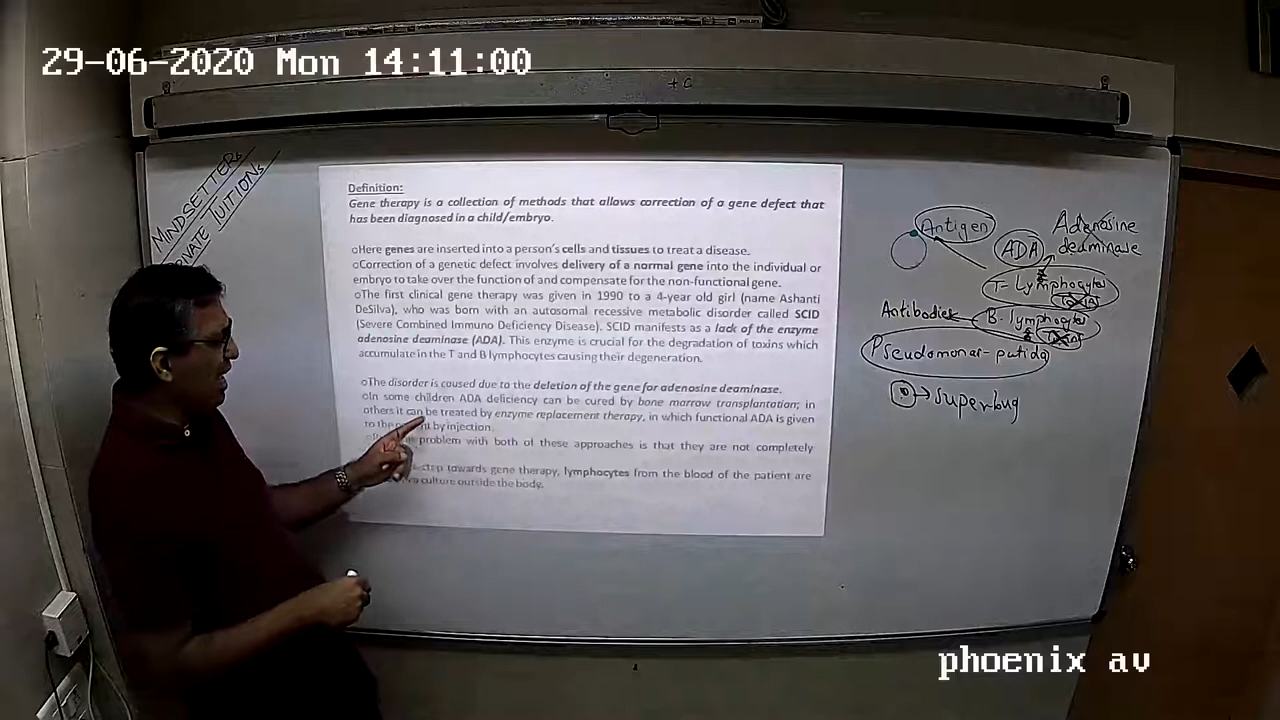 29-06-2020 Mon 14:11:00
+C
MINDSETTERS
TUITIONS
Definition:
Gene therapy is a collection of methods that allows correction of a gene defect that
has been diagnosed in a child/embryo.
oHere genes are inserted into a person's cells and tissues to treat a disease.
oCorrection of a genetic defect involves delivery of a normal gene into the individual or
embryo to take over the function of and compensate for the non-functional gene.
oThe first clinical gene therapy was given in 1990 to a 4-year old girl (name Ashanti
DeSilva), who was born with an autosomal recessive metabolic disorder called SCID
(Severe Combined Immuno Deficiency Disease). SCID manifests as a lack of the enzyme
adenosine deaminase (ADA). This enzyme is crucial for the degradation of toxins which
accumulate in the T and B lymphocytes causing their degeneration.
oThe disorder is caused due to the deletion of the gene for adenosine deaminase.
oIn some children ADA deficiency can be cured by bone marrow transplantation; in
others it can be treated by enzyme replacement therapy, in which functional ADA is given
to the by injection.
problem with both of these approaches is that they are not completely
step towards gene therapy, lymphocytes from the blood of the patient are
culture outside the body.
Antigen
Adenosine
ADA deaminase
T-Lymphocytes
Toxins
Antibodies B-lymphocytes
Toxins
Pseudomonar-putida
Superbug
phoenix av